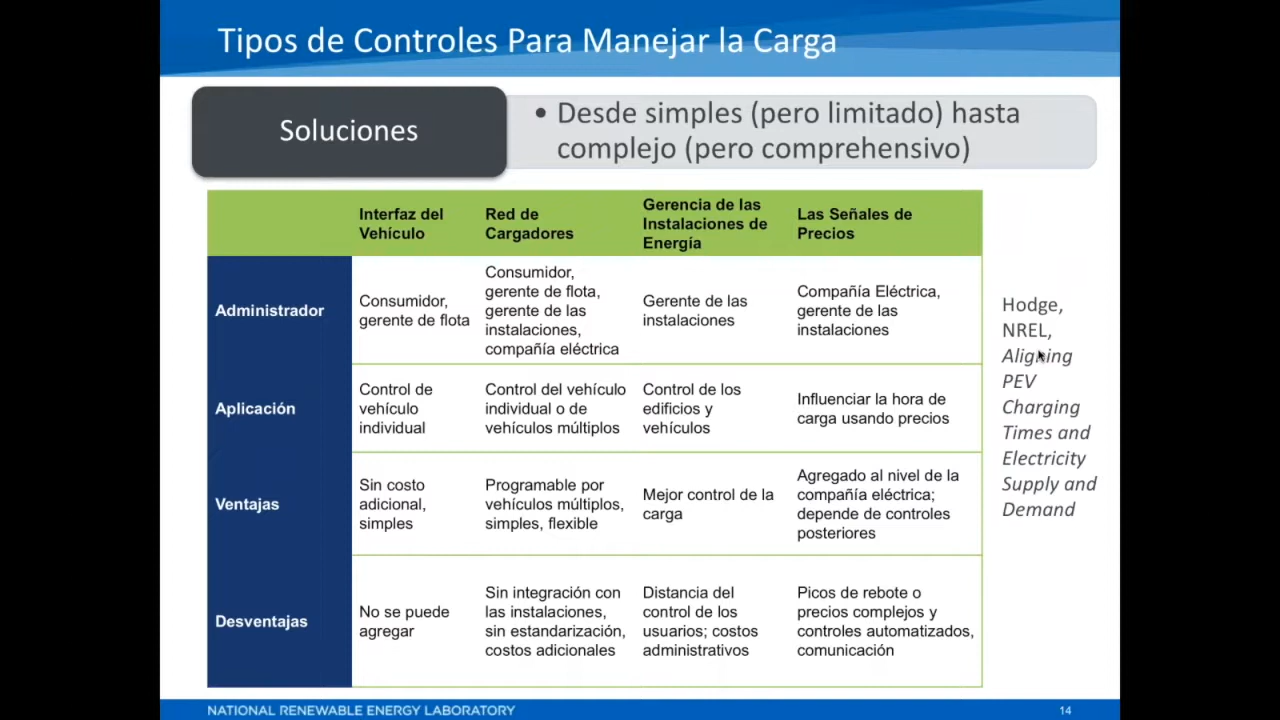 Tipos de Controles Para Manejar la Carga
Soluciones
• Desde simples (pero limitado) hasta
complejo (pero comprehensivo)
Interfaz del
Vehículo
Red de
Cargadores
Gerencia de las
Instalaciones de
Energía
Las Señales de
Precios
Administrador
Consumidor,
gerente de flota
Consumidor,
gerente de flota,
gerente de las
instalaciones,
compañía eléctrica
Gerente de las
instalaciones
Compañía Eléctrica,
gerente de las
instalaciones
Aplicación
Control de
vehículo
individual
Control del vehículo
individual o de
vehículos múltiplos
Control de los
edificios y
vehículos
Influenciar la hora de
carga usando precios
Ventajas
Sin costo
adicional,
simples
Programable por
vehículos múltiplos,
simples, flexible
Mejor control de la
carga
Agregado al nivel de la
compañía eléctrica;
depende de controles
posteriores
Desventajas
No se puede
agregar
Sin integración con
las instalaciones,
sin estandarización,
costos adicionales
Distancia del
control de los
usuarios; costos
administrativos
Picos de rebote o
precios complejos y
controles automatizados,
comunicación
Hodge,
NREL,
Aligning
PEV
Charging
Times and
Electricity
Supply and
Demand
NATIONAL RENEWABLE ENERGY LABORATORY
14